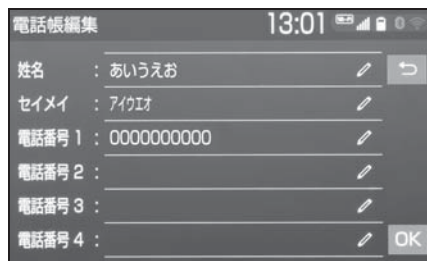 電話帳編集 13:01
姓名 : あいうえお
セイメイ : アイウエオ
電話番号1 : 0000000000
電話番号2 :
電話番号3 :
電話番号4 : OK